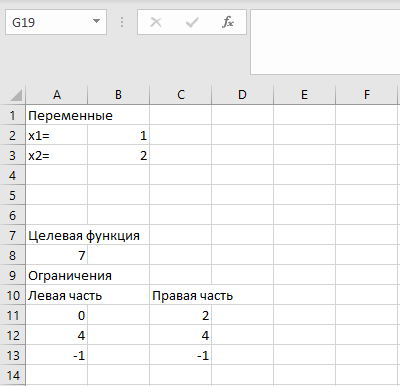 G19
fx
A B C D E F
1 Переменные
2 x1= 1
3 x2= 2
4
5
6
7 Целевая функция
8 7
9 Ограничения
10 Левая часть Правая часть
11 0 2
12 4 4
13 -1 -1
14